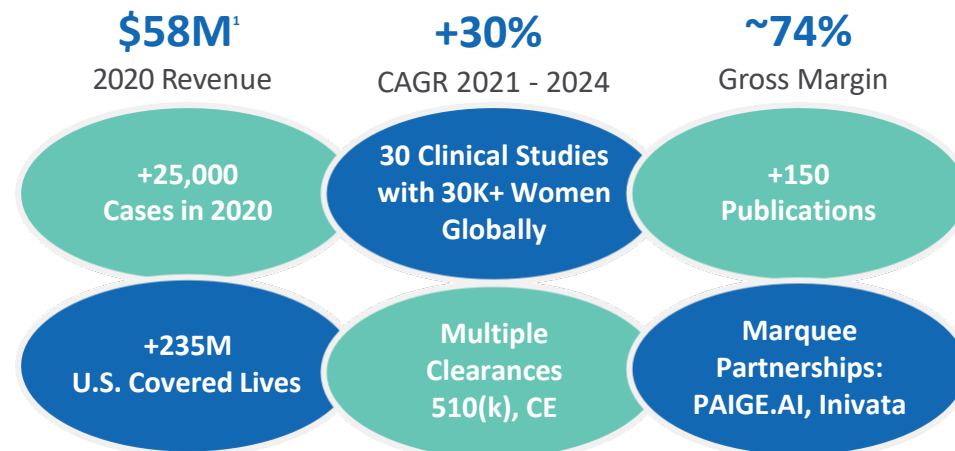 $58M¹
2020 Revenue
+30%
CAGR 2021 - 2024
~74%
Gross Margin
+25,000
Cases in 2020
30 Clinical Studies
with 30K+ Women
Globally
+150
Publications
+235M
U.S. Covered Lives
Multiple
Clearances
510(k), CE
Marquee
Partnerships:
PAIGE.AI, Inivata